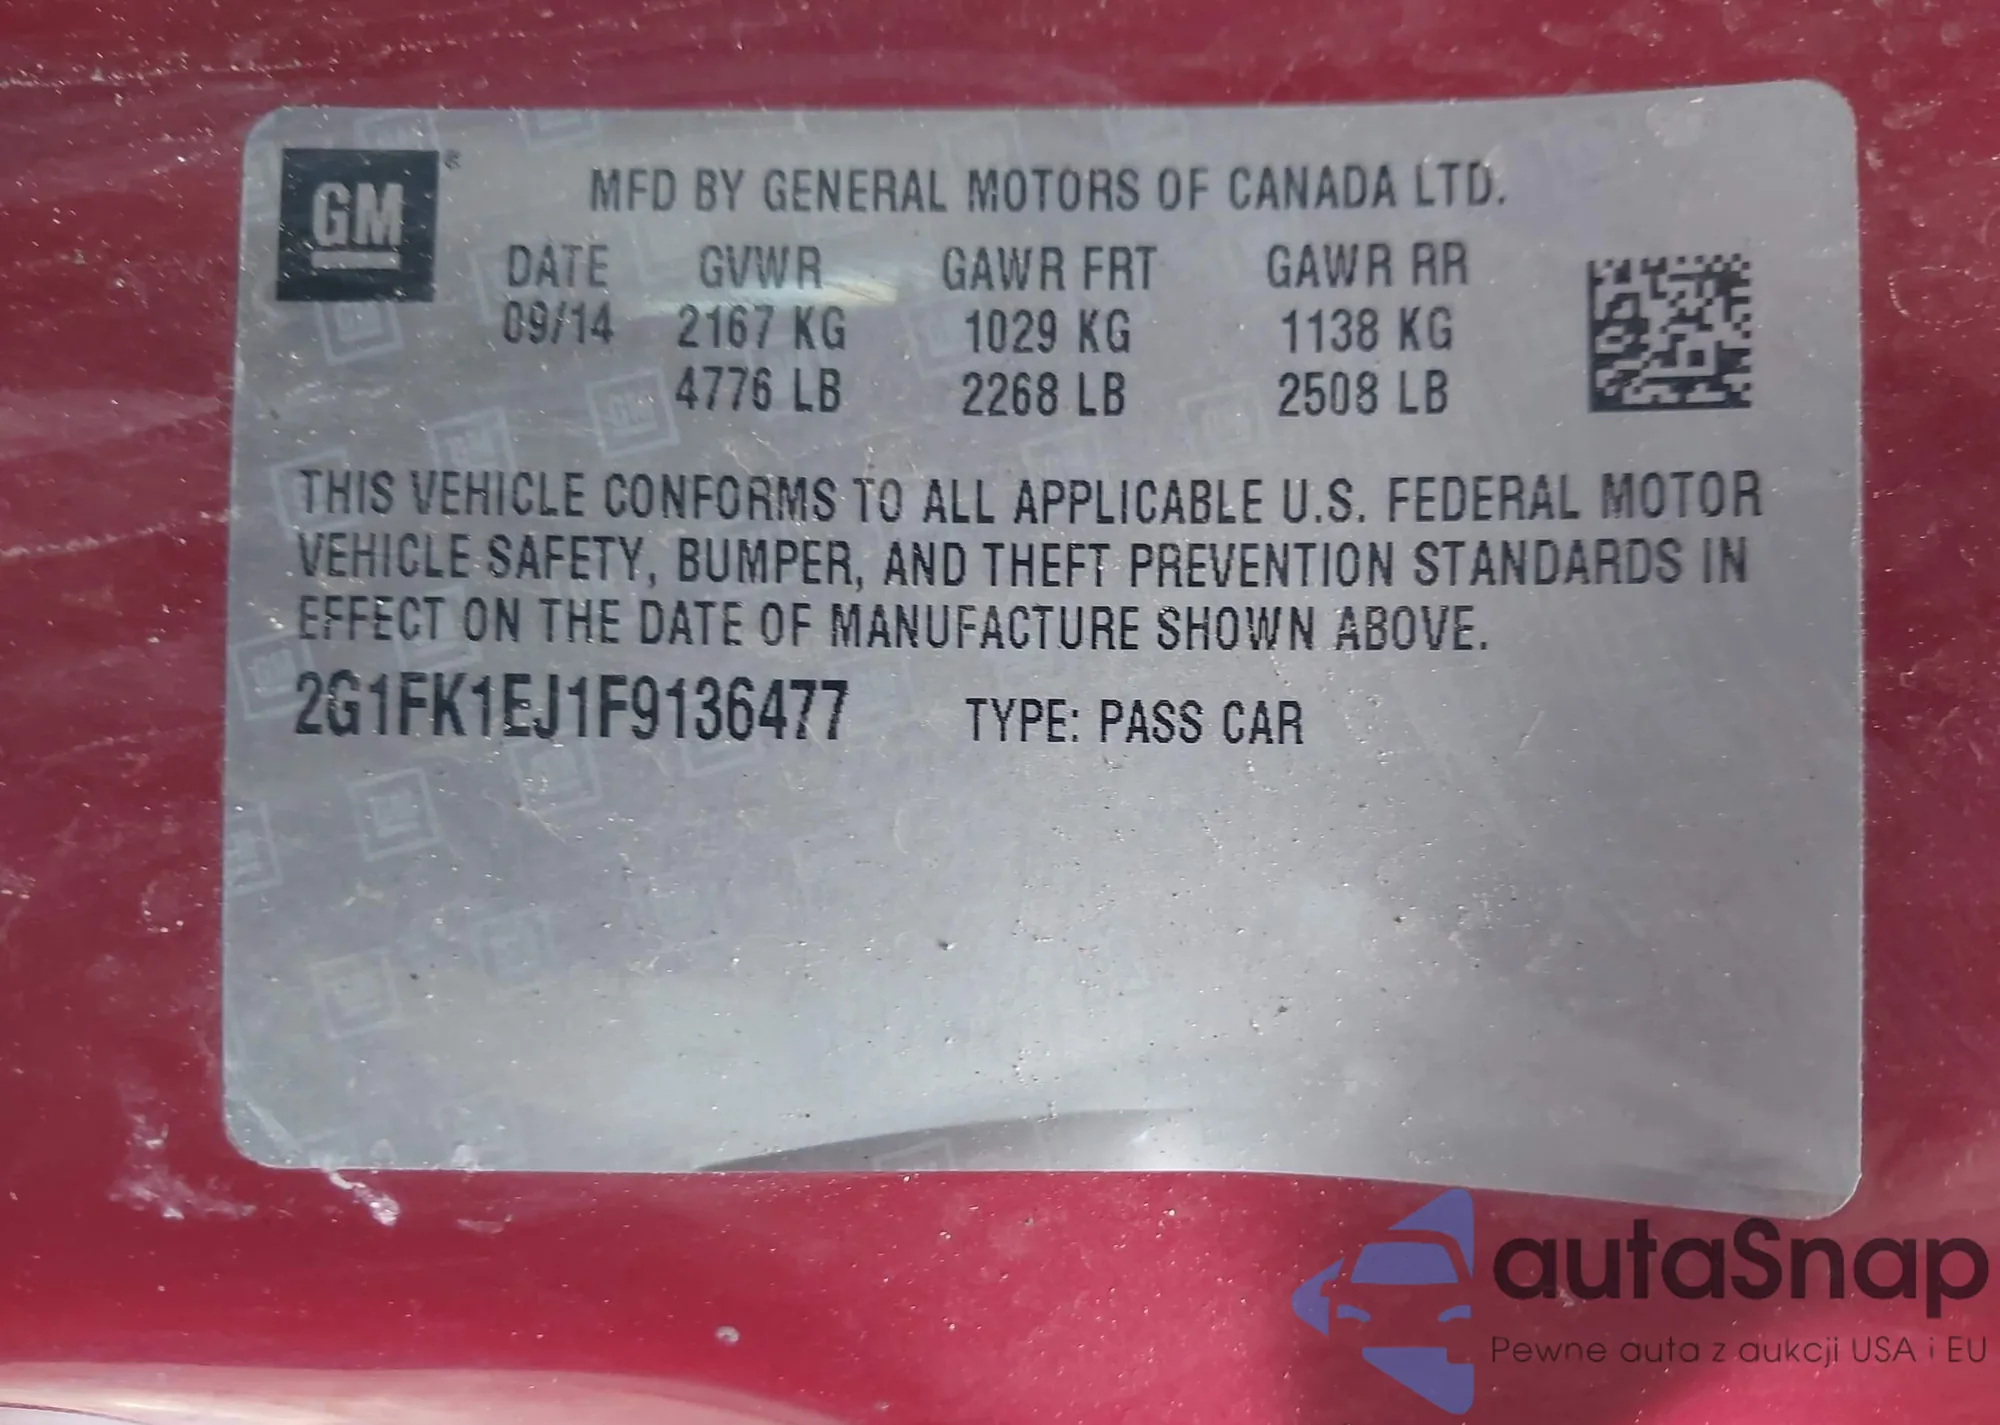 GM
MFD BY GENERAL MOTORS OF CANADA LTD.
DATE GVWR GAWR FRT GAWR RR
09/14 2167 KG 1029 KG 1138 KG
4776 LB 2268 LB 2508 LB
THIS VEHICLE CONFORMS TO ALL APPLICABLE U.S. FEDERAL MOTOR
VEHICLE SAFETY, BUMPER, AND THEFT PREVENTION STANDARDS IN
EFFECT ON THE DATE OF MANUFACTURE SHOWN ABOVE.
2G1FK1EJ1F9136477 TYPE: PASS CAR
autaSnap
Pewne auta z aukcji USA i EU